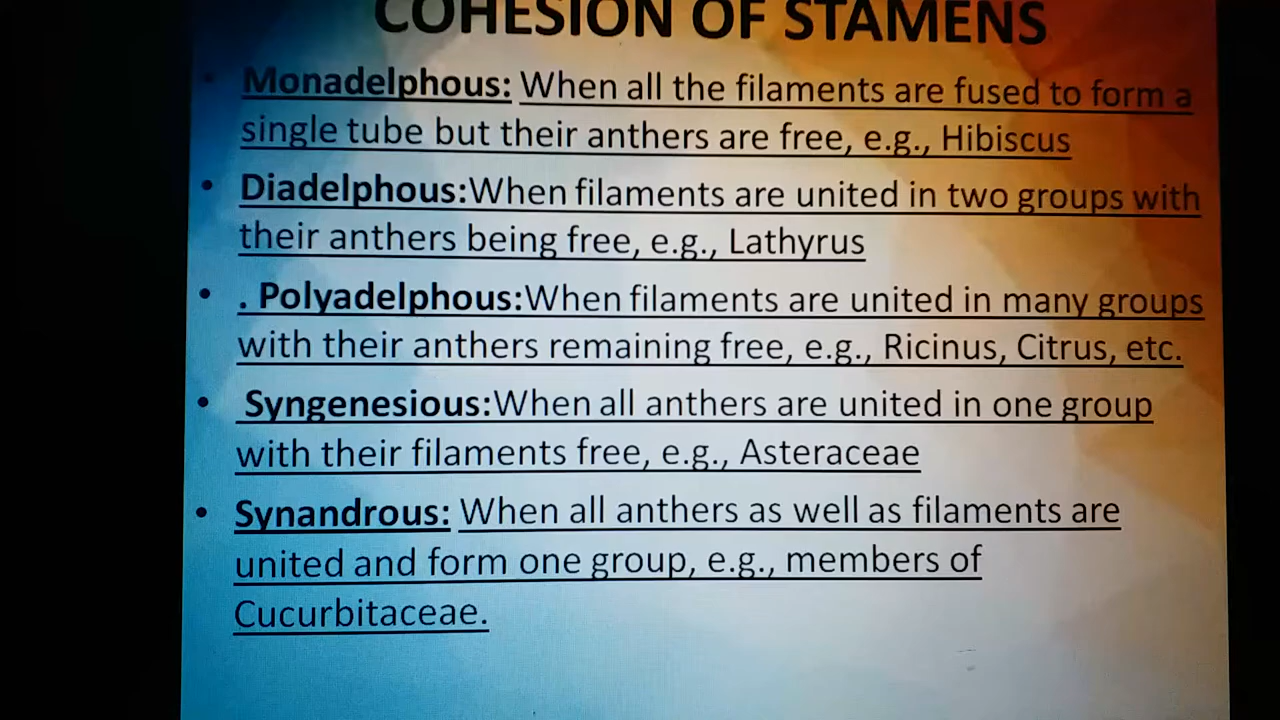 COHESION OF STAMENS
• Monadelphous: When all the filaments are fused to form a
single tube but their anthers are free, e.g., Hibiscus
• Diadelphous:When filaments are united in two groups with
their anthers being free, e.g., Lathyrus
• . Polyadelphous:When filaments are united in many groups
with their anthers remaining free, e.g., Ricinus, Citrus, etc.
• Syngenesious:When all anthers are united in one group
with their filaments free, e.g., Asteraceae
• Synandrous: When all anthers as well as filaments are
united and form one group, e.g., members of
Cucurbitaceae.